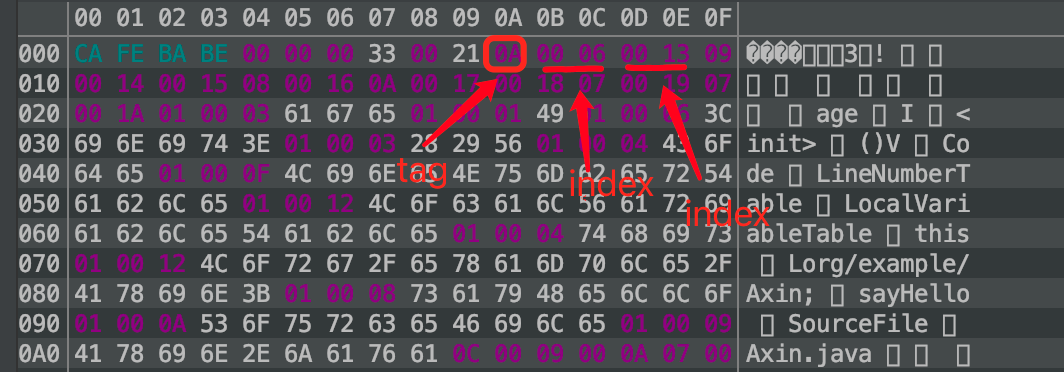 00 01 02 03 04 05 06 07 08 09 0A 0B 0C 0D 0E 0F
000 CA FE BA BE 00 00 00 33 00 21 0A 00 06 00 13 09 ����▯▯▯3▯! ▯ ▯
010 00 14 00 15 08 00 16 0A 00 17 00 18 07 00 19 07 ▯ ▯ ▯ ▯ ▯ ▯
020 00 1A 01 00 03 61 67 65 01 00 01 49 01 00 06 3C ▯ ▯ age ▯ I ▯ <
030 69 6E 69 74 3E 01 00 03 28 29 56 01 00 04 43 6F init> ▯ ()V ▯ Co
tag
index
index
040 64 65 01 00 0F 4C 69 6E 65 4E 75 6D 62 65 72 54 de ▯ LineNumberT
050 61 62 6C 65 01 00 12 4C 6F 63 61 6C 56 61 72 69 able ▯ LocalVari
060 61 62 6C 65 54 61 62 6C 65 01 00 04 74 68 69 73 ableTable ▯ this
070 01 00 12 4C 6F 72 67 2F 65 78 61 6D 70 6C 65 2F ▯ Lorg/example/
080 41 78 69 6E 3B 01 00 08 73 61 79 48 65 6C 6C 6F Axin; ▯ sayHello
090 01 00 0A 53 6F 75 72 63 65 46 69 6C 65 01 00 09 ▯ SourceFile ▯
0A0 41 78 69 6E 2E 6A 61 76 61 0C 00 09 00 0A 07 00 Axin.java ▯ ▯ ▯